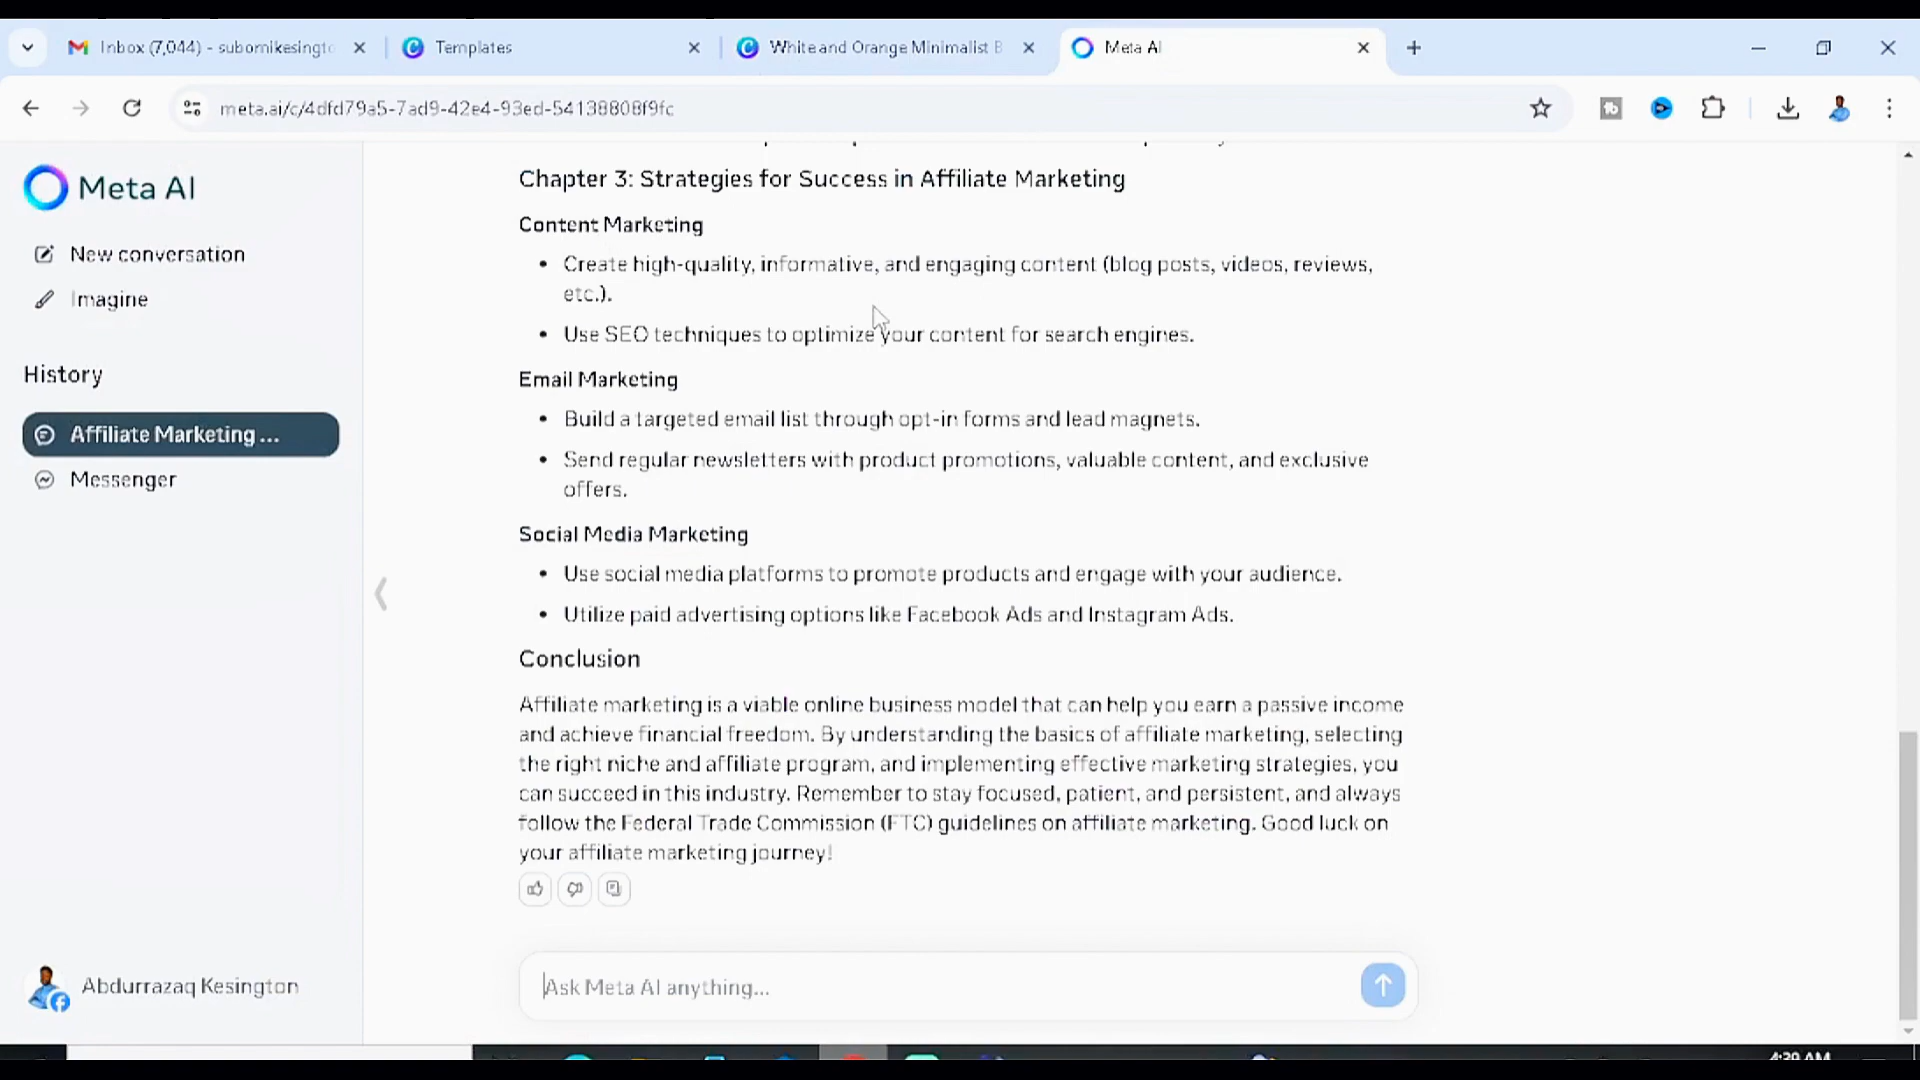 Inbox (7,044) - subomikesingto
Templates
White and Orange Minimalist B
Meta AI
meta.ai/c/4dfd79a5-7ad9-42e4-93ed-54138808f9fc
Meta AI
New conversation
Imagine
History
Affiliate Marketing ...
Messenger
Abdurrazaq Kesington
Chapter 3: Strategies for Success in Affiliate Marketing
Content Marketing
• Create high-quality, informative, and engaging content (blog posts, videos, reviews,
etc.).
• Use SEO techniques to optimize your content for search engines.
Email Marketing
• Build a targeted email list through opt-in forms and lead magnets.
• Send regular newsletters with product promotions, valuable content, and exclusive
offers.
Social Media Marketing
• Use social media platforms to promote products and engage with your audience.
• Utilize paid advertising options like Facebook Ads and Instagram Ads.
Conclusion
Affiliate marketing is a viable online business model that can help you earn a passive income
and achieve financial freedom. By understanding the basics of affiliate marketing, selecting
the right niche and affiliate program, and implementing effective marketing strategies, you
can succeed in this industry. Remember to stay focused, patient, and persistent, and always
follow the Federal Trade Commission (FTC) guidelines on affiliate marketing. Good luck on
your affiliate marketing journey!
Ask Meta AI anything...
4:39 AM